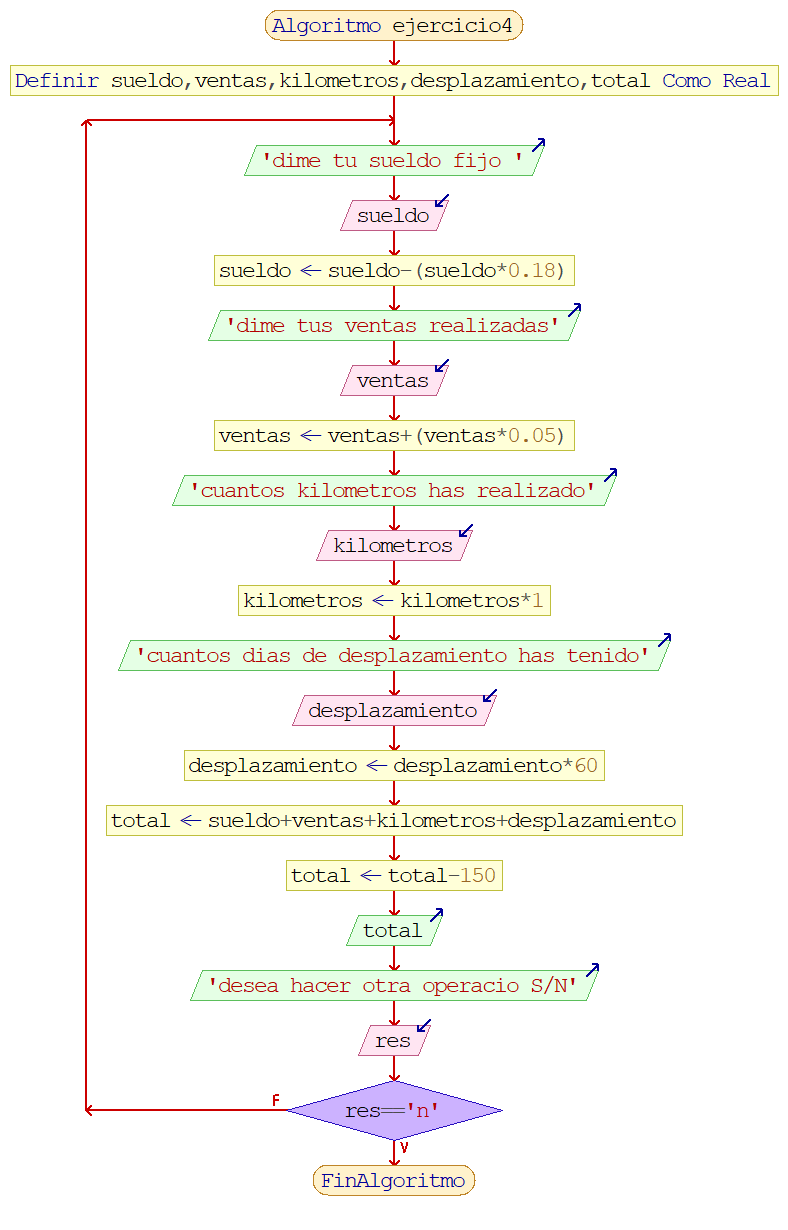 Algoritmo ejercicio4
Definir sueldo,ventas,kilometros,desplazamiento,total Como Real
'dime tu sueldo fijo '
sueldo
sueldo ← sueldo-(sueldo*0.18)
'dime tus ventas realizadas'
ventas
ventas ← ventas+(ventas*0.05)
'cuantos kilometros has realizado'
kilometros
kilometros ← kilometros*1
'cuantos dias de desplazamiento has tenido'
desplazamiento
desplazamiento ← desplazamiento*60
total ← sueldo+ventas+kilometros+desplazamiento
total ← total-150
total
'desea hacer otra operacio S/N'
res
F
res=='n'
V
FinAlgoritmo